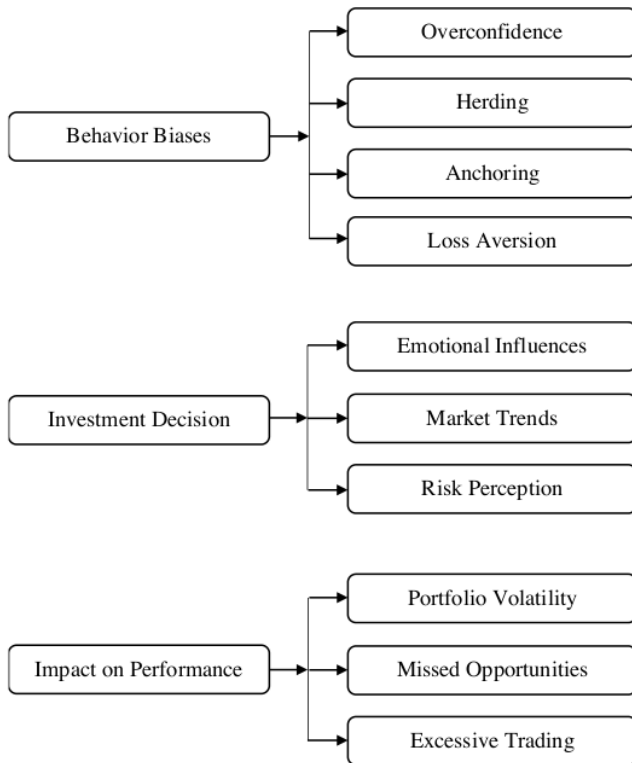 Overconfidence
Herding
Behavior Biases
Anchoring
Loss Aversion
Emotional Influences
Investment Decision
Market Trends
Risk Perception
Portfolio Volatility
Impact on Performance
Missed Opportunities
Excessive Trading